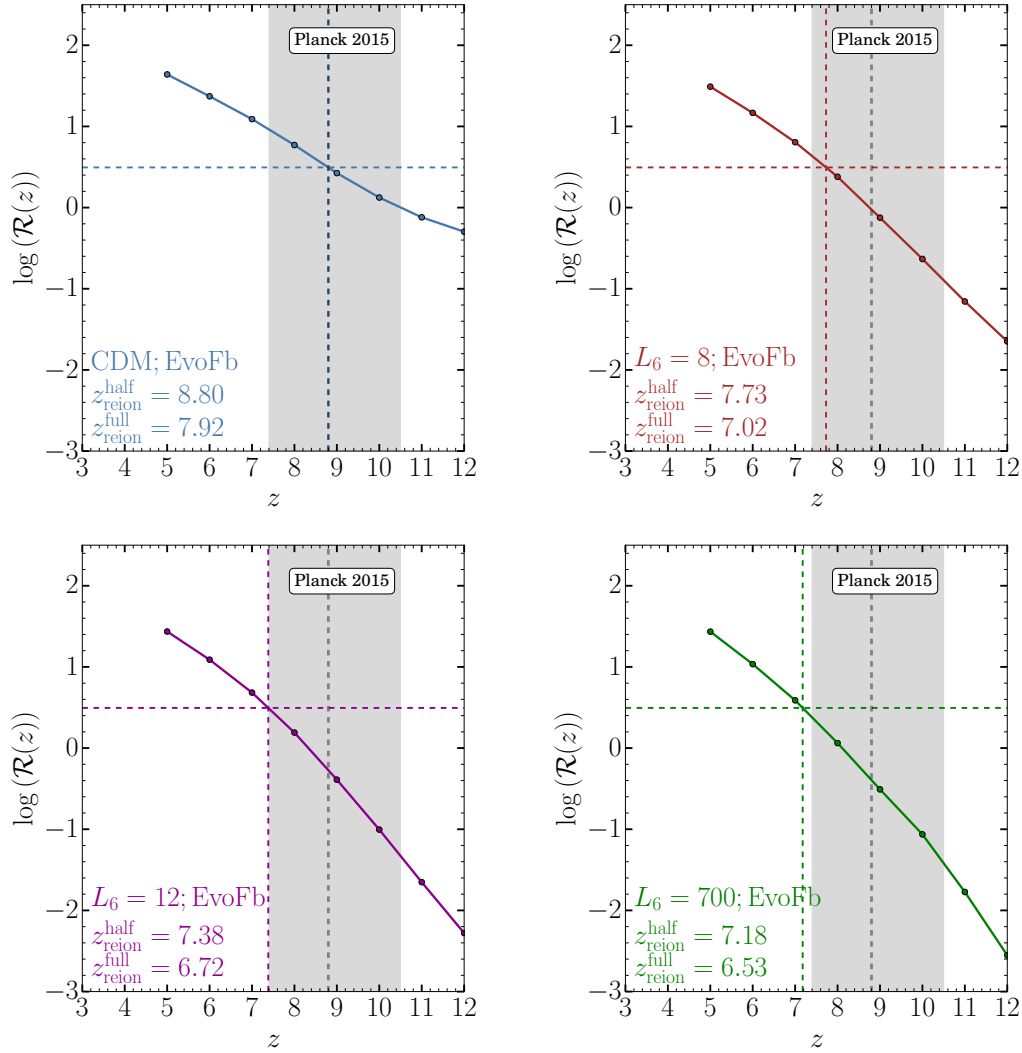 Planck 2015
2
1
0
−1
−2
−3
log (ℛ(z))
CDM; EvoFb
z_reion^half = 8.80
z_reion^full = 7.92
3 4 5 6 7 8 9 10 11 12
z
Planck 2015
2
1
0
−1
−2
−3
log (ℛ(z))
L_6 = 8; EvoFb
z_reion^half = 7.73
z_reion^full = 7.02
3 4 5 6 7 8 9 10 11 12
z
Planck 2015
2
1
0
−1
−2
−3
log (ℛ(z))
L_6 = 12; EvoFb
z_reion^half = 7.38
z_reion^full = 6.72
3 4 5 6 7 8 9 10 11 12
z
Planck 2015
2
1
0
−1
−2
−3
log (ℛ(z))
L_6 = 700; EvoFb
z_reion^half = 7.18
z_reion^full = 6.53
3 4 5 6 7 8 9 10 11 12
z